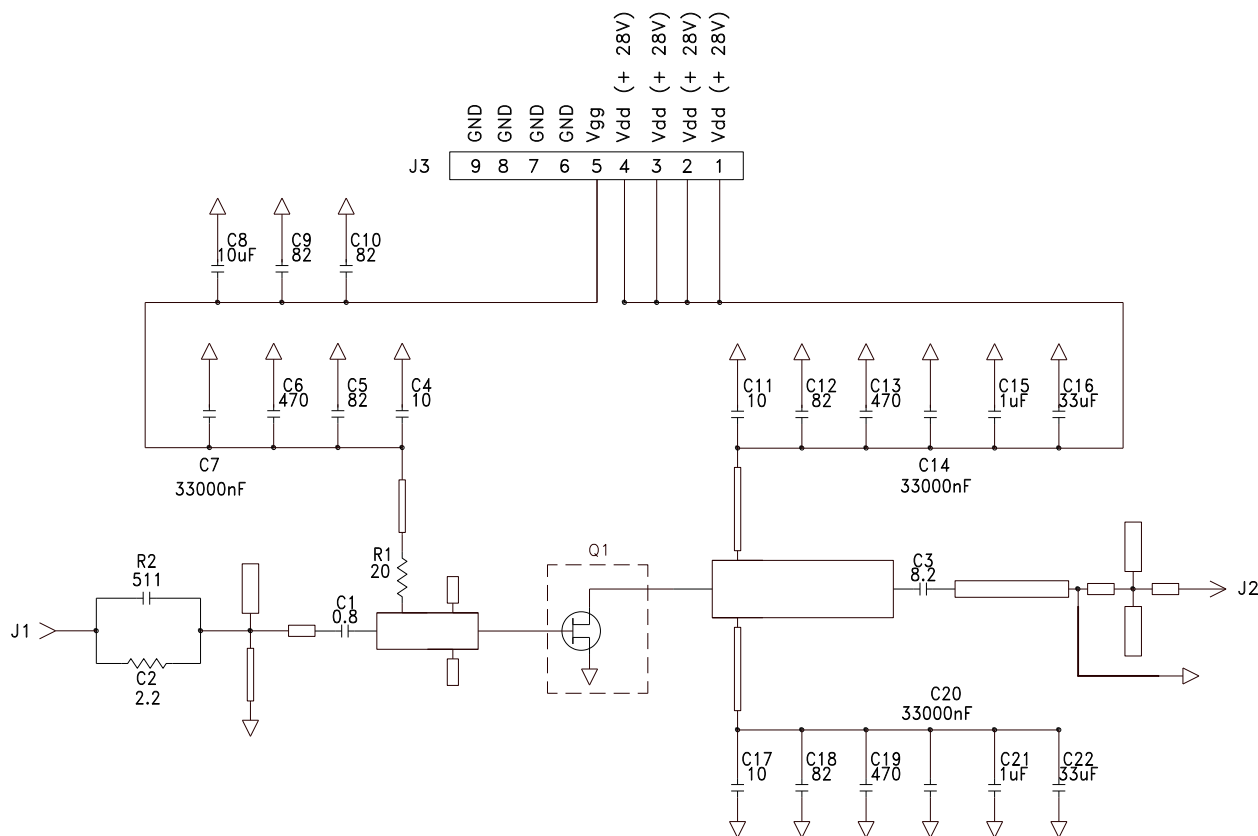 Vdd (+ 28V)
Vdd (+ 28V)
Vdd (+ 28V)
Vdd (+ 28V)
GND
GND
GND
GND
Vgg
J3
9 8 7 6 5 4 3 2 1
C8
10uF
C9
82
C10
82
C6
470
C5
82
C4
10
C11
10
C12
82
C13
470
C15
1uF
C16
33uF
C7
33000nF
C14
33000nF
R2
511
R1
20
Q1
C3
8.2
J2
J1
C1
0.8
C2
2.2
C20
33000nF
C17
10
C18
82
C19
470
C21
1uF
C22
33uF